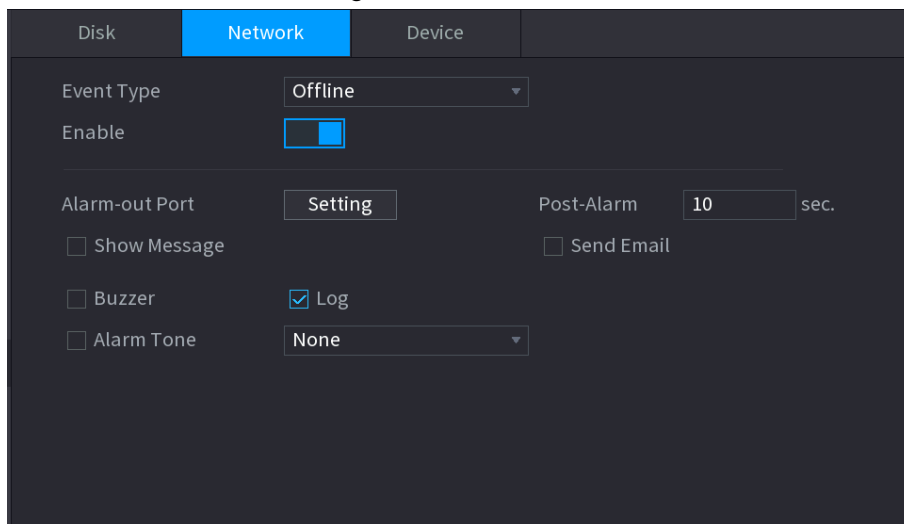 Disk Network Device
Event Type Offline
Enable
Alarm-out Port Setting Post-Alarm 10 sec.
Show Message Send Email
Buzzer Log
Alarm Tone None